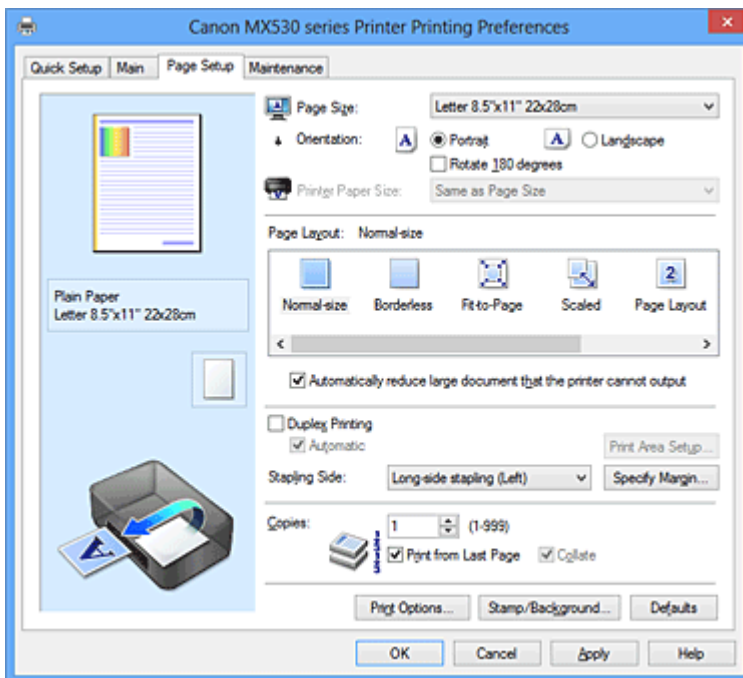 Canon MX530 series Printer Printing Preferences
Quick Setup Main Page Setup Maintenance
Page Size: Letter 8.5"x11" 22x28cm
Orientation: A Portrait A Landscape
Rotate 180 degrees
Printer Paper Size: Same as Page Size
Page Layout: Normal-size
Normal-size Borderless Fit-to-Page Scaled 2 Page Layout
Plain Paper
Letter 8.5"x11" 22x28cm
Automatically reduce large document that the printer cannot output
Duplex Printing
Automatic Print Area Setup...
Stapling Side: Long-side stapling (Left) Specify Margin...
Copies: 1 (1-999)
Print from Last Page Collate
A
Print Options... Stamp/Background... Defaults
OK Cancel Apply Help